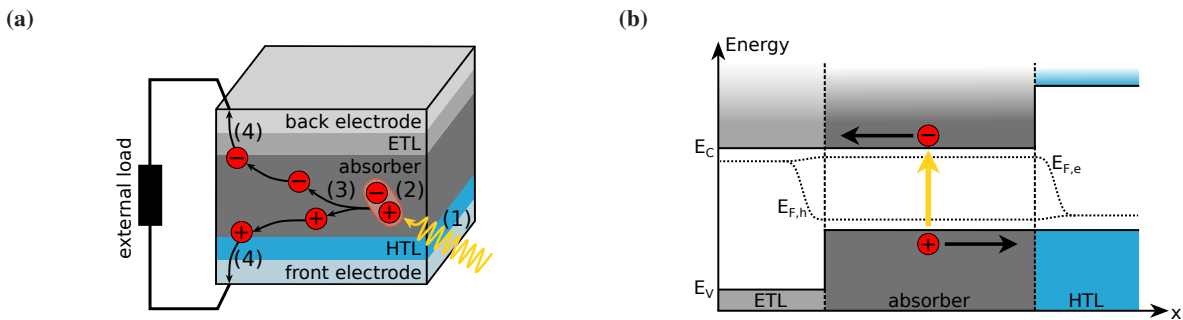 (a)
(b)
external load
back electrode
(4)
ETL
absorber
(3)
(2)
(1)
HTL
(4)
front electrode
Energy
E_C
E_F,e
E_F,h
E_V
ETL
absorber
HTL
x